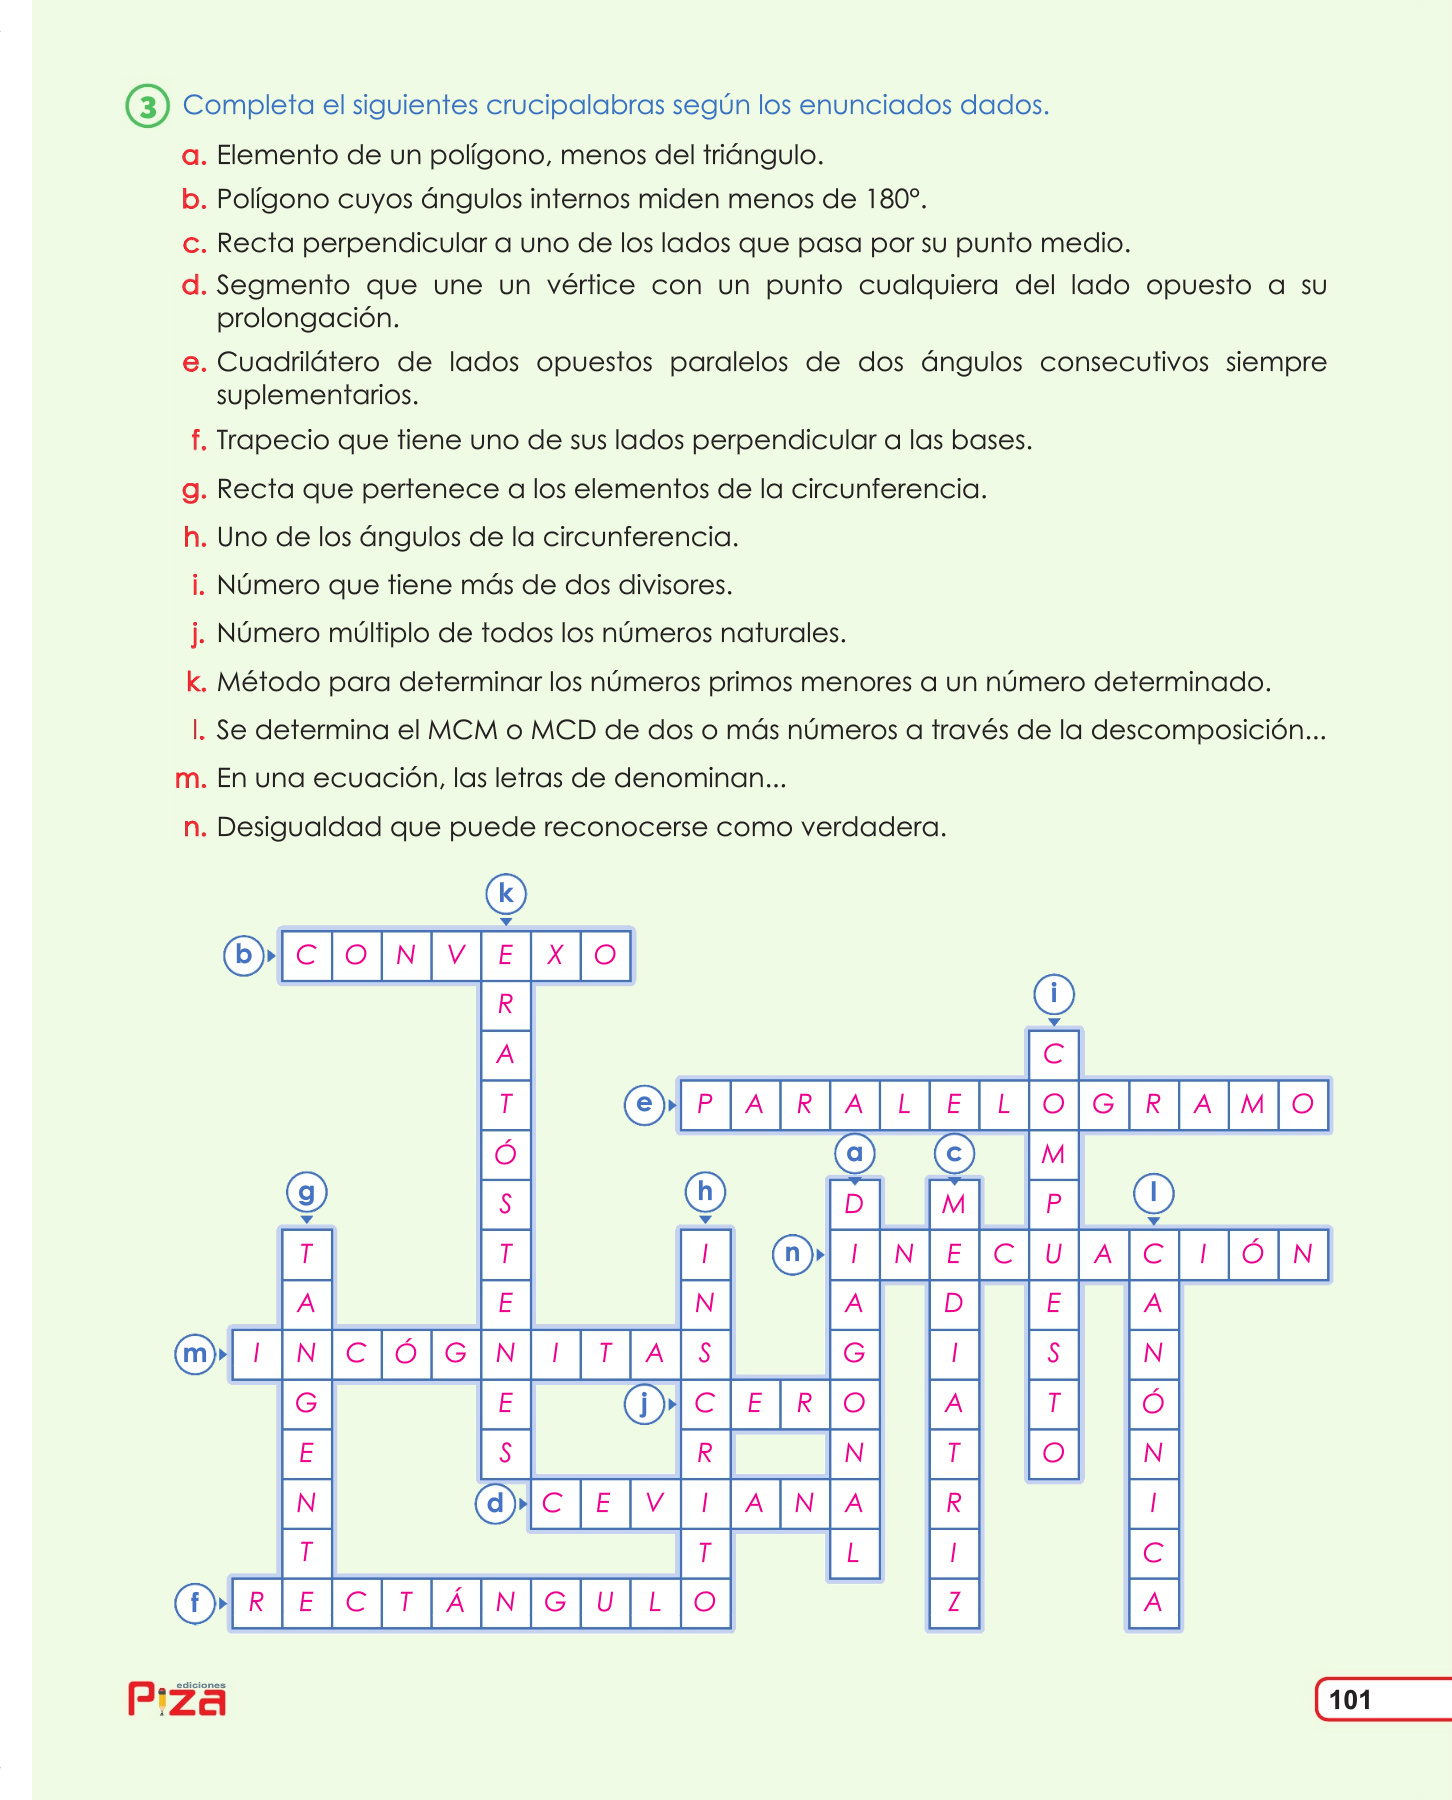 3 Completa el siguientes crucipalabras según los enunciados dados.
a. Elemento de un polígono, menos del triángulo.
b. Polígono cuyos ángulos internos miden menos de 180°.
c. Recta perpendicular a uno de los lados que pasa por su punto medio.
d. Segmento que une un vértice con un punto cualquiera del lado opuesto a su
prolongación.
e. Cuadrilátero de lados opuestos paralelos de dos ángulos consecutivos siempre
suplementarios.
f. Trapecio que tiene uno de sus lados perpendicular a las bases.
g. Recta que pertenece a los elementos de la circunferencia.
h. Uno de los ángulos de la circunferencia.
i. Número que tiene más de dos divisores.
j. Número múltiplo de todos los números naturales.
k. Método para determinar los números primos menores a un número determinado.
l. Se determina el MCM o MCD de dos o más números a través de la descomposición...
m. En una ecuación, las letras de denominan...
n. Desigualdad que puede reconocerse como verdadera.
k
b C O N V E X O
R i
A C
T e P A R A L E L O G R A M O
Ó a c M
g S h D M P l
T T I n I N E C U A C I Ó N
A E N A D E A
m I N C Ó G N I T A S G I S N
G E j C E R O A T Ó
E S R N T O N
N d C E V I A N A R I
T T L I C
f R E C T Á N G U L O Z A
ediciones
Piza
101